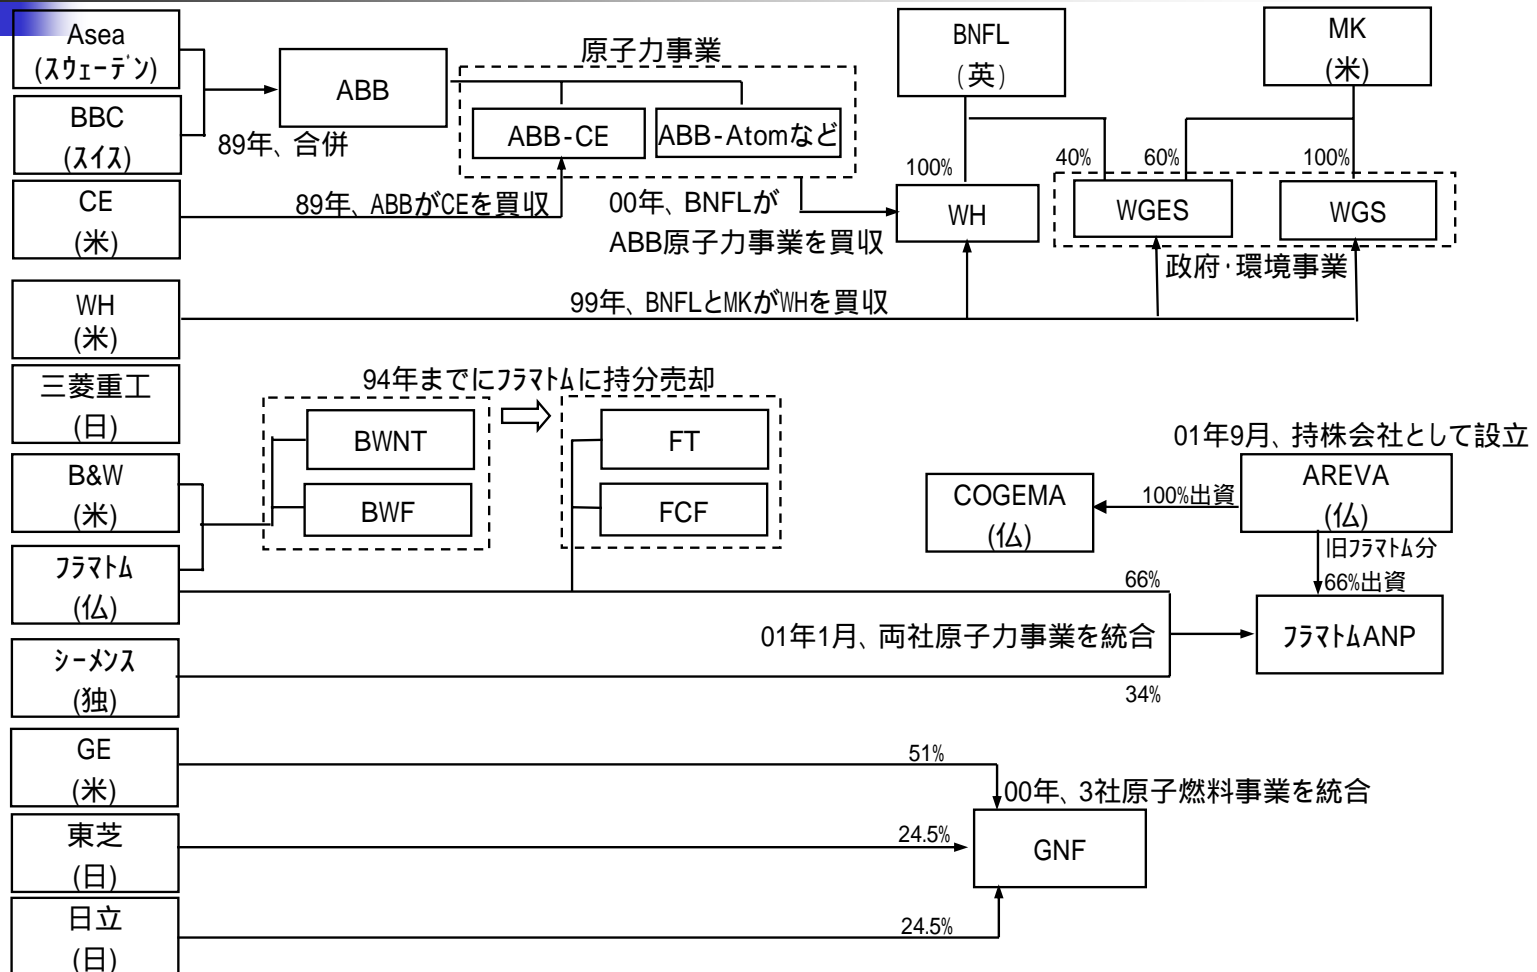 Asea
(ｽｳｪｰﾃﾞﾝ)
BBC
(ｽｲｽ)
CE
(米)
WH
(米)
三菱重工
(日)
B&W
(米)
ﾌﾗﾏﾄﾑ
(仏)
ｼｰﾒﾝｽ
(独)
GE
(米)
東芝
(日)
日立
(日)
ABB
89年、合併
原子力事業
ABB-CE
ABB-Atomなど
89年、ABBがCEを買収
00年、BNFLが
ABB原子力事業を買収
BNFL
(英)
MK
(米)
100%
40%
60%
100%
WH
WGES
WGS
政府･環境事業
99年、BNFLとMKがWHを買収
94年までにﾌﾗﾏﾄﾑに持分売却
BWNT
BWF
FT
FCF
01年9月、持株会社として設立
COGEMA
(仏)
100%出資
AREVA
(仏)
旧ﾌﾗﾏﾄﾑ分
66%出資
66%
01年1月、両社原子力事業を統合
ﾌﾗﾏﾄﾑANP
34%
51%
00年、3社原子燃料事業を統合
24.5%
GNF
24.5%